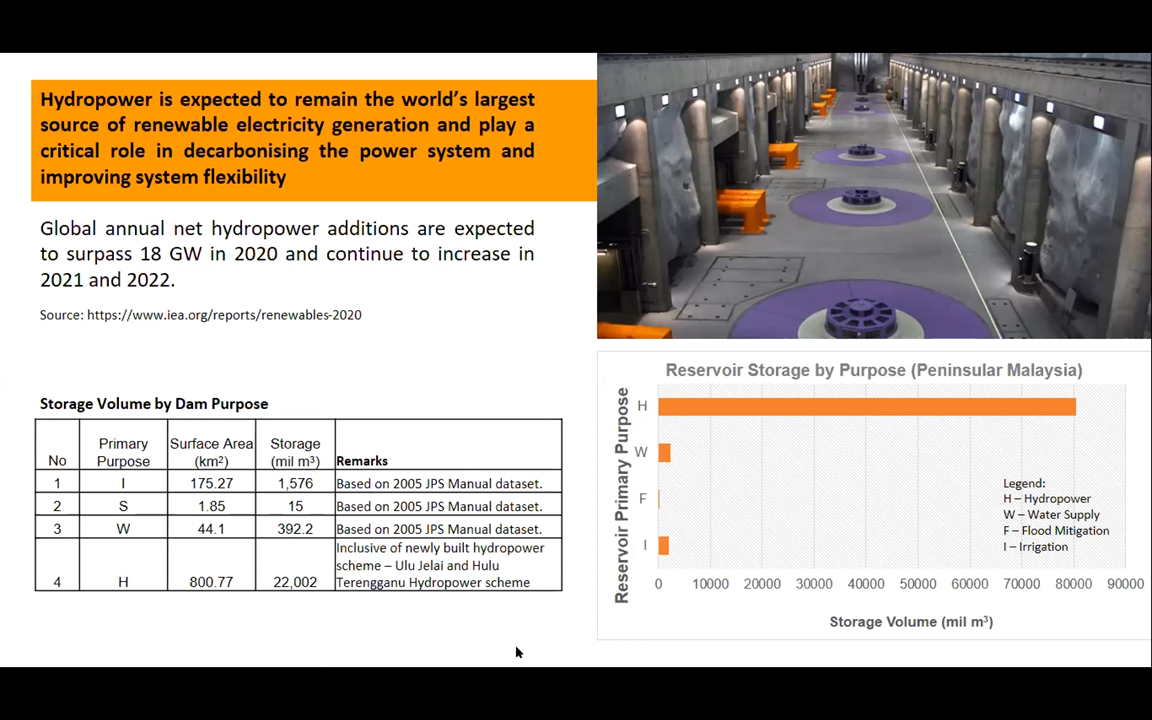 Hydropower is expected to remain the world's largest
source of renewable electricity generation and play a
critical role in decarbonising the power system and
improving system flexibility
Global annual net hydropower additions are expected
to surpass 18 GW in 2020 and continue to increase in
2021 and 2022.
Source: https://www.iea.org/reports/renewables-2020
Storage Volume by Dam Purpose
No Primary Purpose Surface Area (km²) Storage (mil m³) Remarks
1 I 175.27 1,576 Based on 2005 JPS Manual dataset.
2 S 1.85 15 Based on 2005 JPS Manual dataset.
3 W 44.1 392.2 Based on 2005 JPS Manual dataset.
4 H 800.77 22,002 Inclusive of newly built hydropower
scheme – Ulu Jelai and Hulu
Terengganu Hydropower scheme
Reservoir Storage by Purpose (Peninsular Malaysia)
Reservoir Primary Purpose
H
W
F
I
Legend:
H – Hydropower
W – Water Supply
F – Flood Mitigation
I – Irrigation
0 10000 20000 30000 40000 50000 60000 70000 80000 90000
Storage Volume (mil m³)